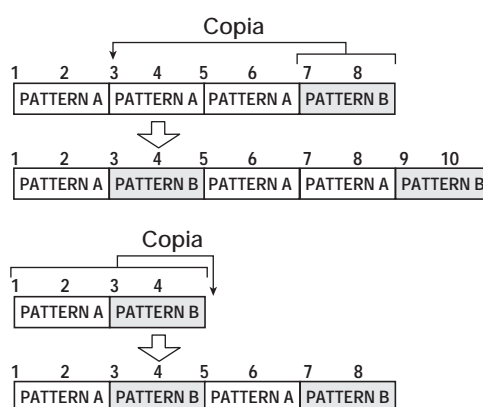 Copia
1 2 3 4 5 6 7 8
PATTERN A PATTERN A PATTERN A PATTERN B
1 2 3 4 5 6 7 8 9 10
PATTERN A PATTERN B PATTERN A PATTERN A PATTERN B
Copia
1 2 3 4
PATTERN A PATTERN B
1 2 3 4 5 6 7 8
PATTERN A PATTERN B PATTERN A PATTERN B